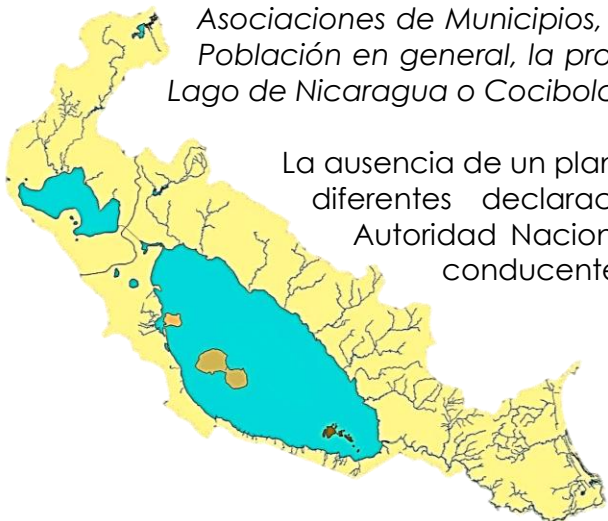 Asociaciones de Municipios,
Población en general, la pro
Lago de Nicaragua o Cocibolc
La ausencia de un plan
diferentes declarac
Autoridad Nacion
conducente